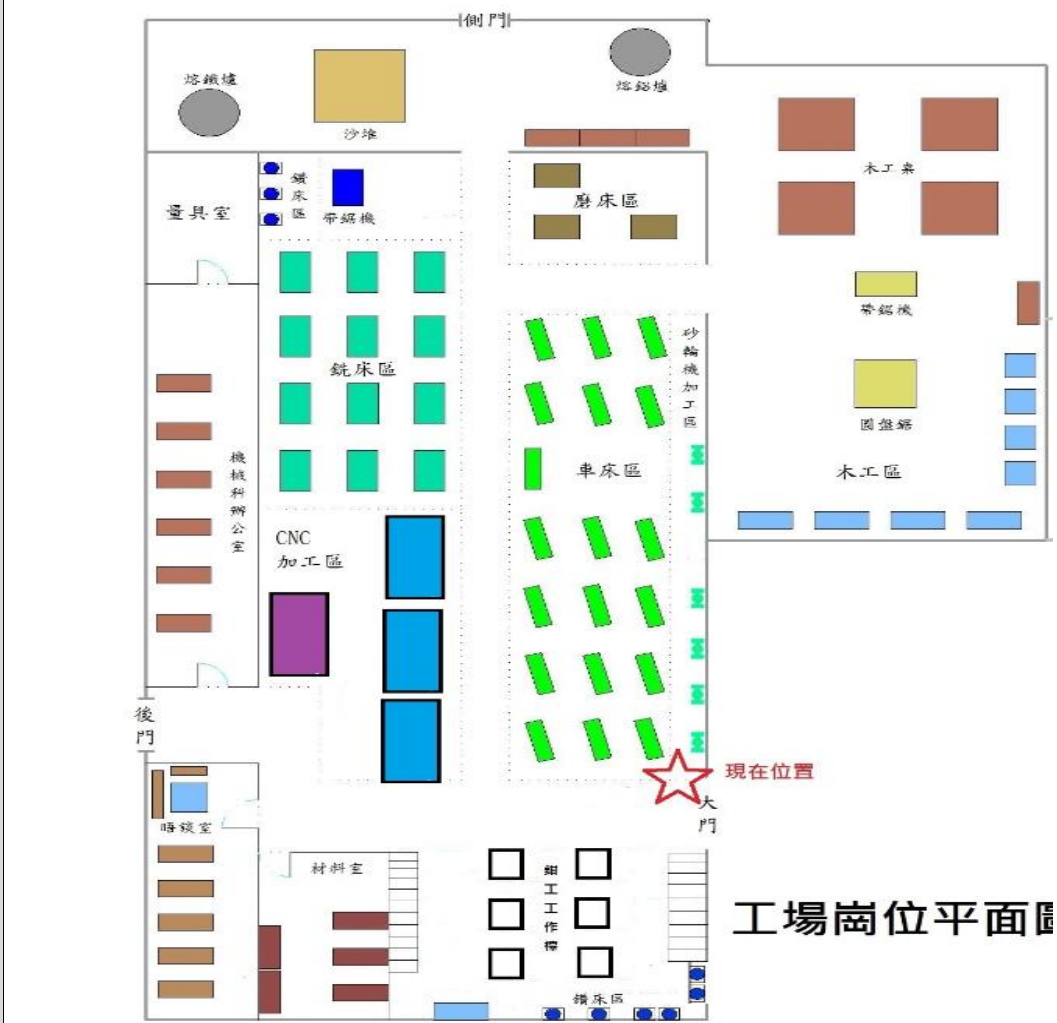 側門
熔鐵爐
沙堆
熔鋁爐
木工桌
量具室
鑽床區
帶鋸機
磨床區
帶鋸機
銑床區
砂輪機加工區
圓盤鋸
車床區
木工區
機械科辦公室
CNC
加工區
後門
現在位置
大門
晤談室
材料室
鉗工工作檯
工場崗位平面圖
鑽床區